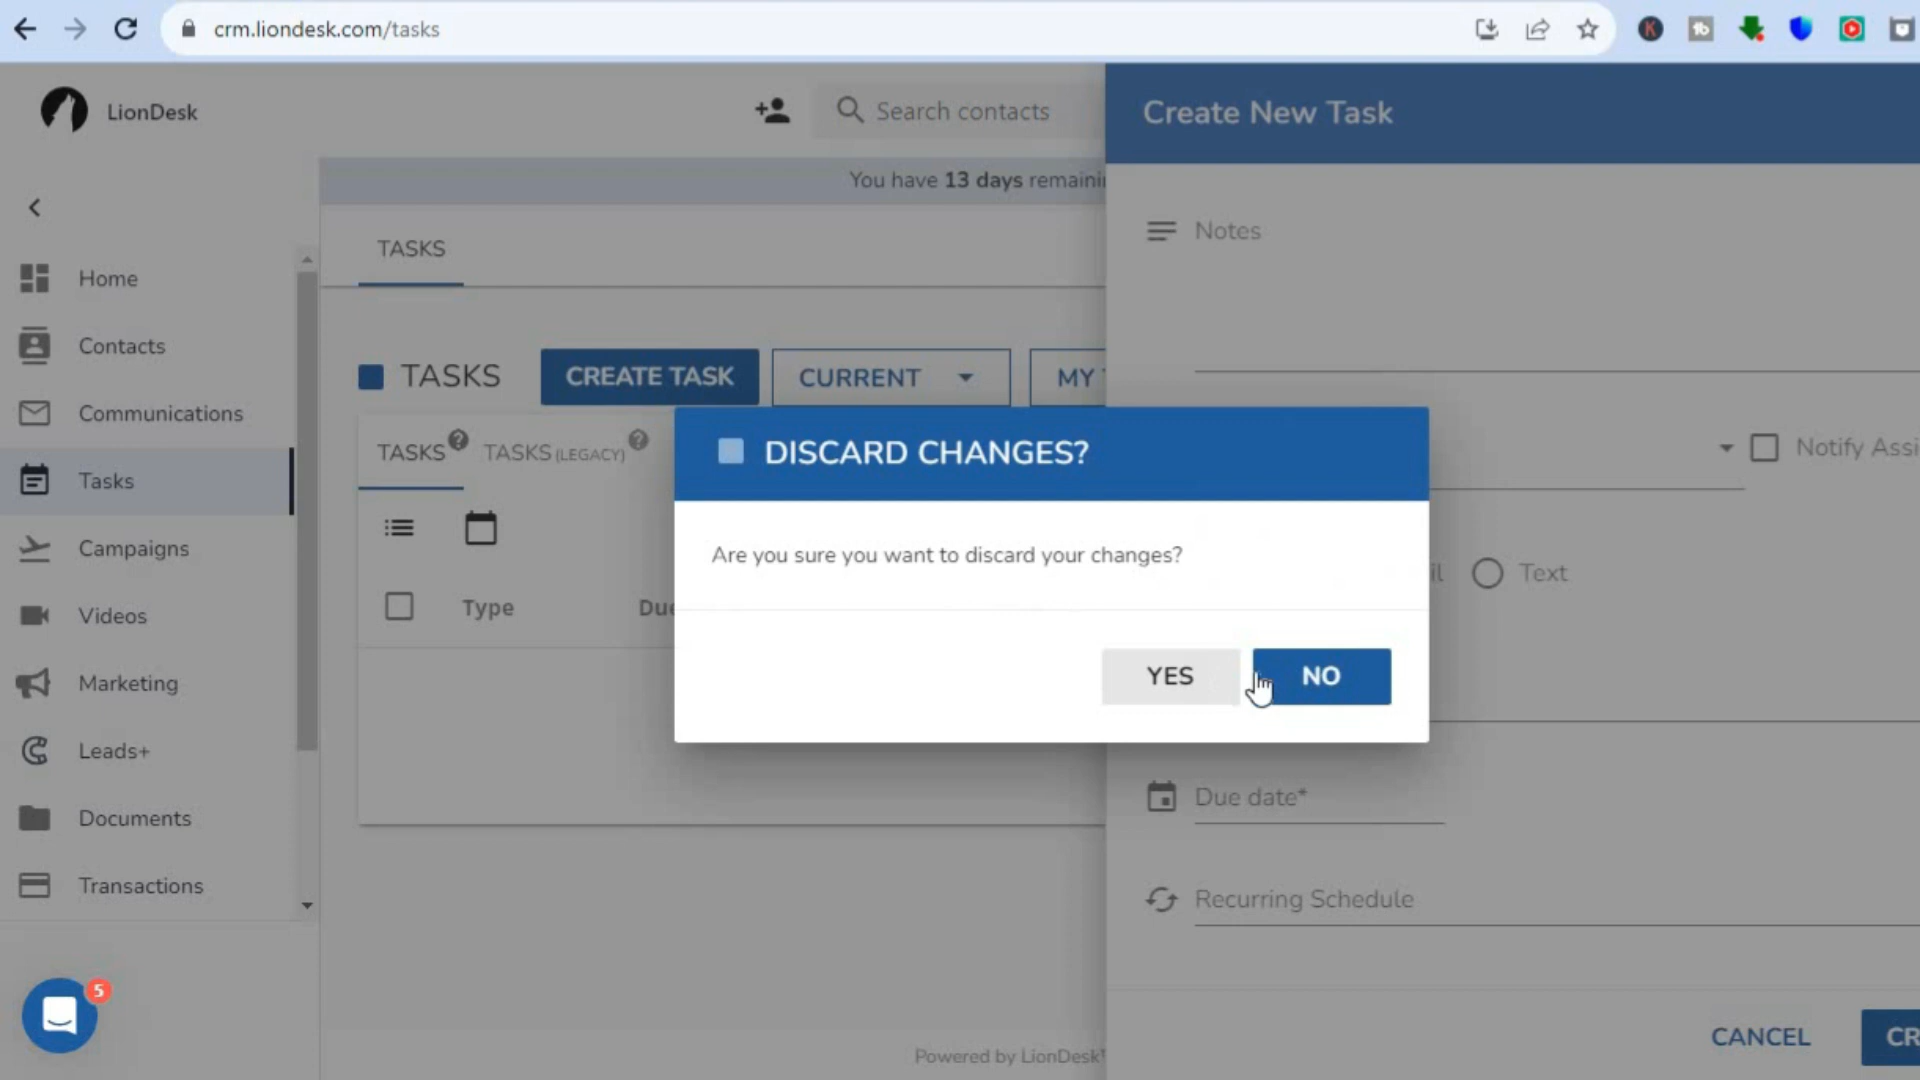 crm.liondesk.com/tasks
LionDesk
Search contacts
Create New Task
You have 13 days
Notes
TASKS
Home
Contacts
Communications
Tasks
Campaigns
Videos
Marketing
Leads+
Documents
Transactions
TASKS
CREATE TASK
CURRENT
MY
TASKS
TASKS (LEGACY)
Type
DISCARD CHANGES?
Are you sure you want to discard your changes?
YES
NO
Notify
Text
Due date*
Recurring Schedule
5
Powered by LionDesk
CANCEL